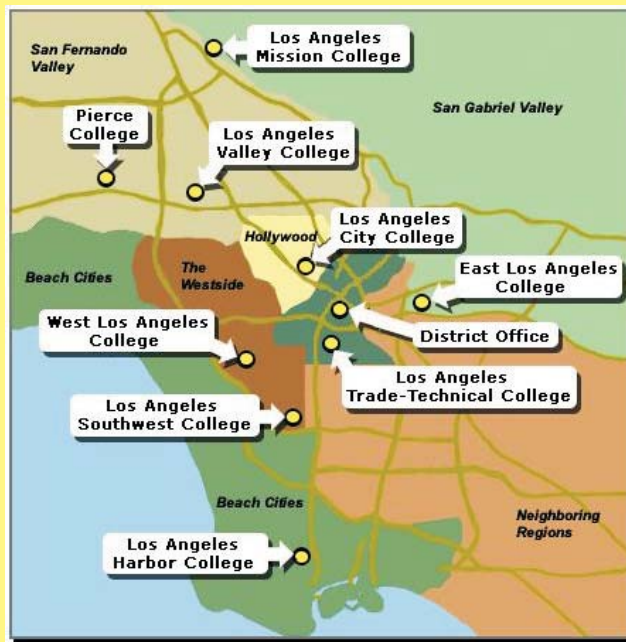 San Fernando
Valley
Los Angeles
Mission College
San Gabriel Valley
Pierce
College
Los Angeles
Valley College
Hollywood
Los Angeles
City College
Beach Cities
The
Westside
East Los Angeles
College
West Los Angeles
College
District Office
Los Angeles
Trade-Technical College
Los Angeles
Southwest College
Beach Cities
Neighboring
Regions
Los Angeles
Harbor College